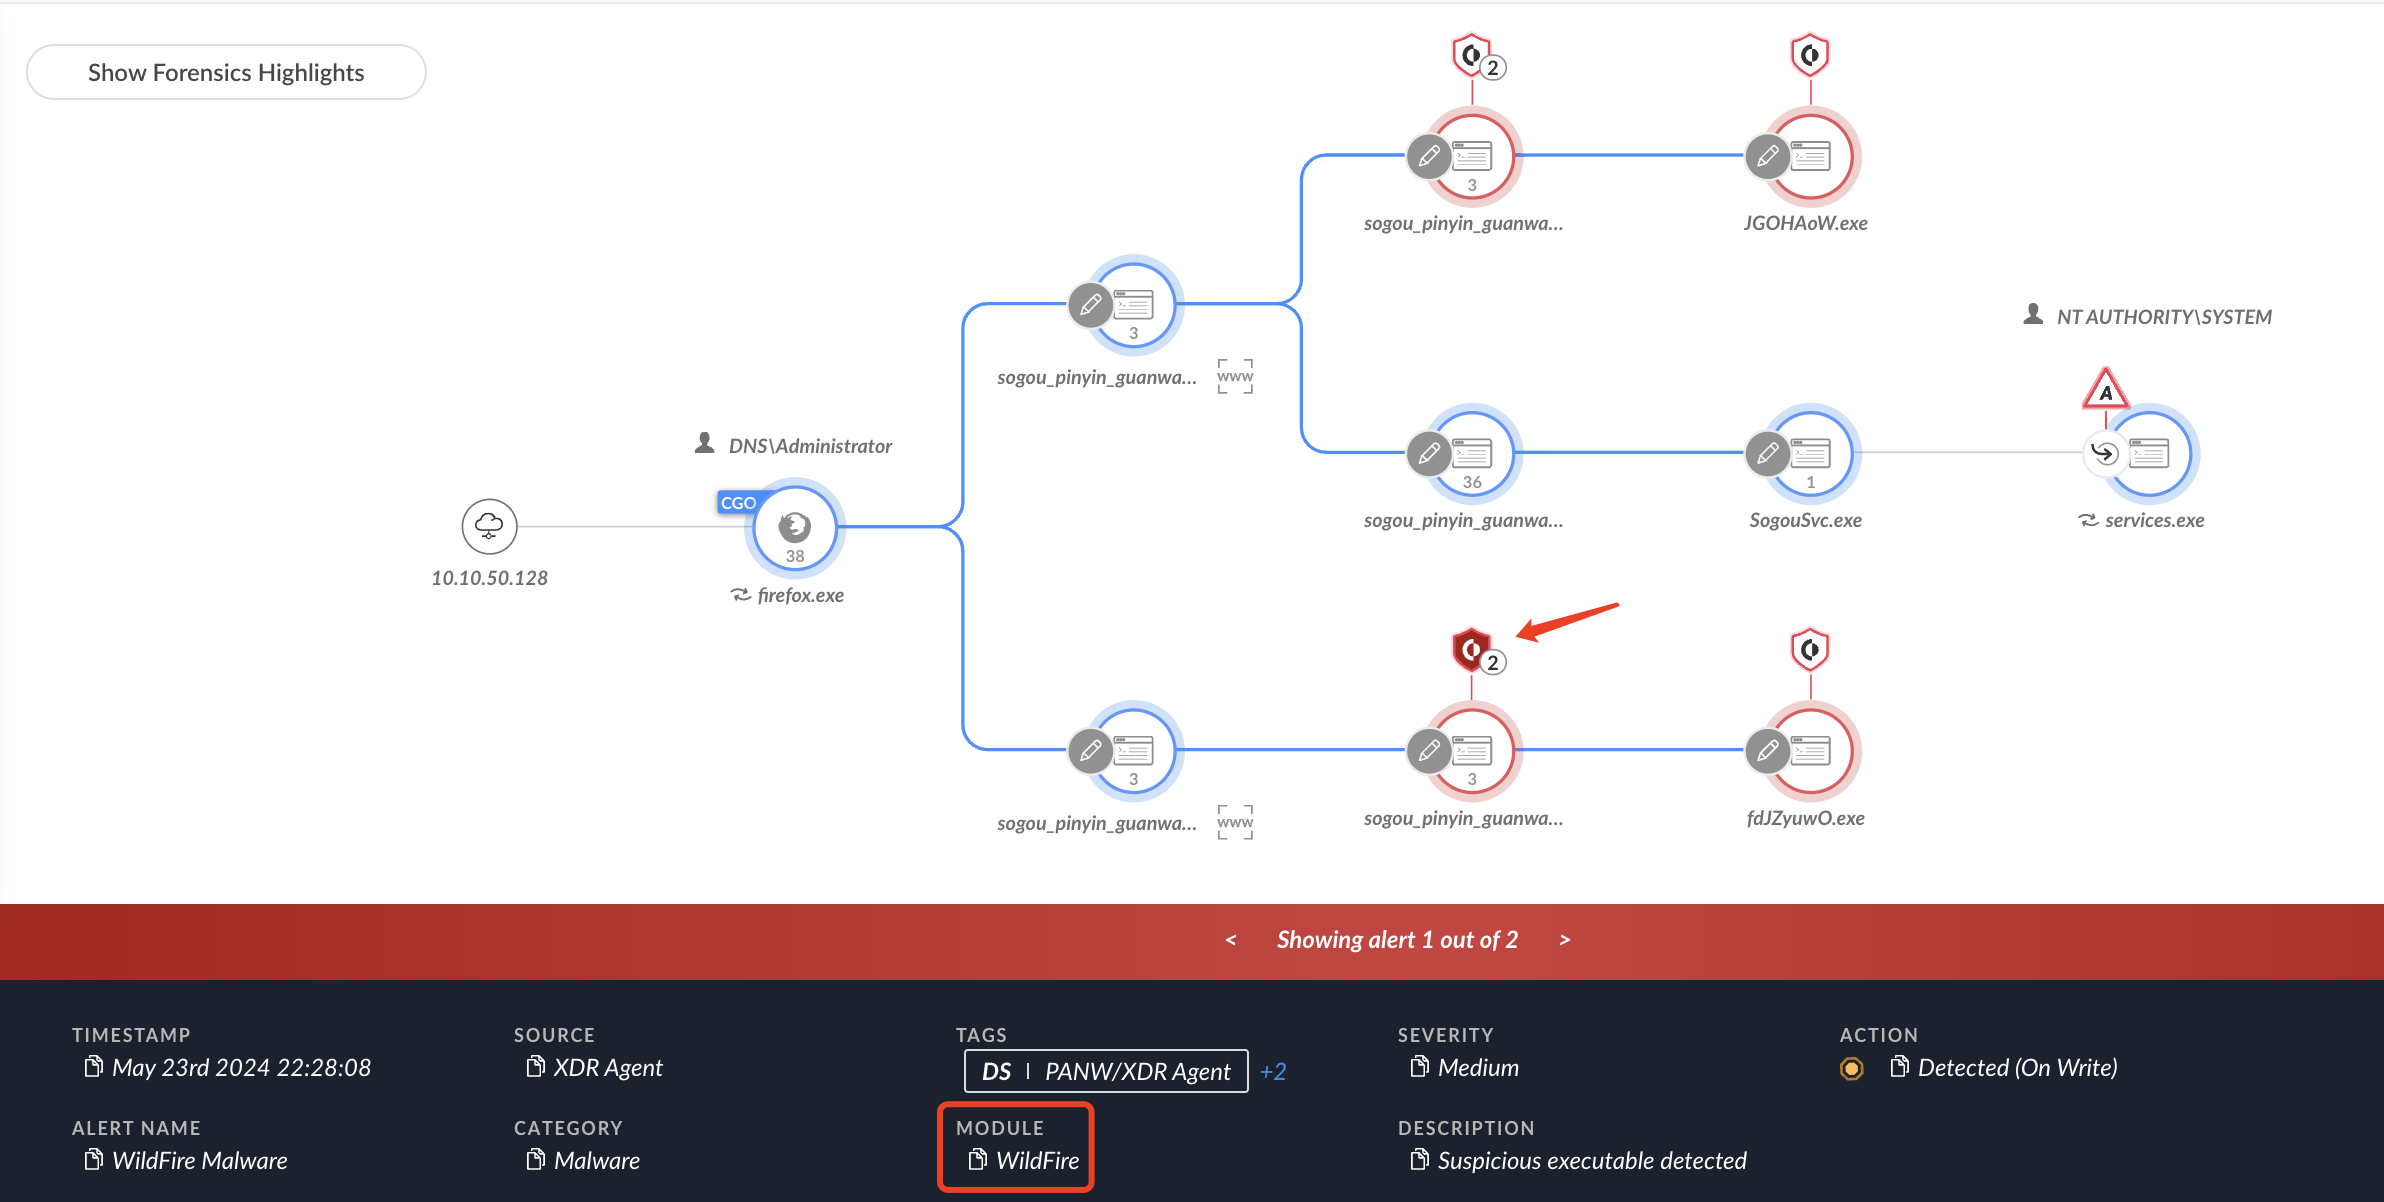 Show Forensics Highlights
2
3
sogou_pinyin_guanwa...
JGOHAoW.exe
3
sogou_pinyin_guanwa...
www
NT AUTHORITY\SYSTEM
A
36
sogou_pinyin_guanwa...
1
SogouSvc.exe
services.exe
DNS\Administrator
CGO
38
firefox.exe
10.10.50.128
2
3
sogou_pinyin_guanwa...
www
3
sogou_pinyin_guanwa...
fdJZyuwO.exe
< Showing alert 1 out of 2 >
TIMESTAMP
May 23rd 2024 22:28:08
SOURCE
XDR Agent
TAGS
DS | PANW/XDR Agent +2
SEVERITY
Medium
ACTION
Detected (On Write)
ALERT NAME
WildFire Malware
CATEGORY
Malware
MODULE
WildFire
DESCRIPTION
Suspicious executable detected